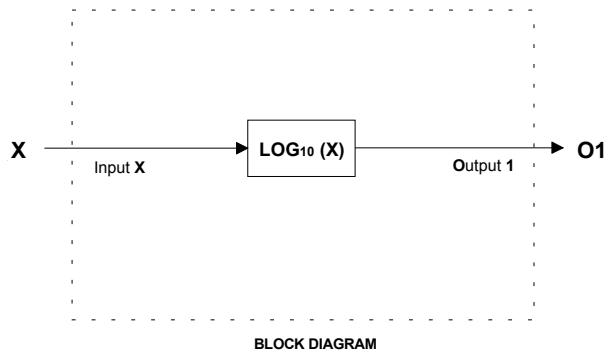 X
Input X
LOG₁₀ (X)
Output 1
O1
BLOCK DIAGRAM